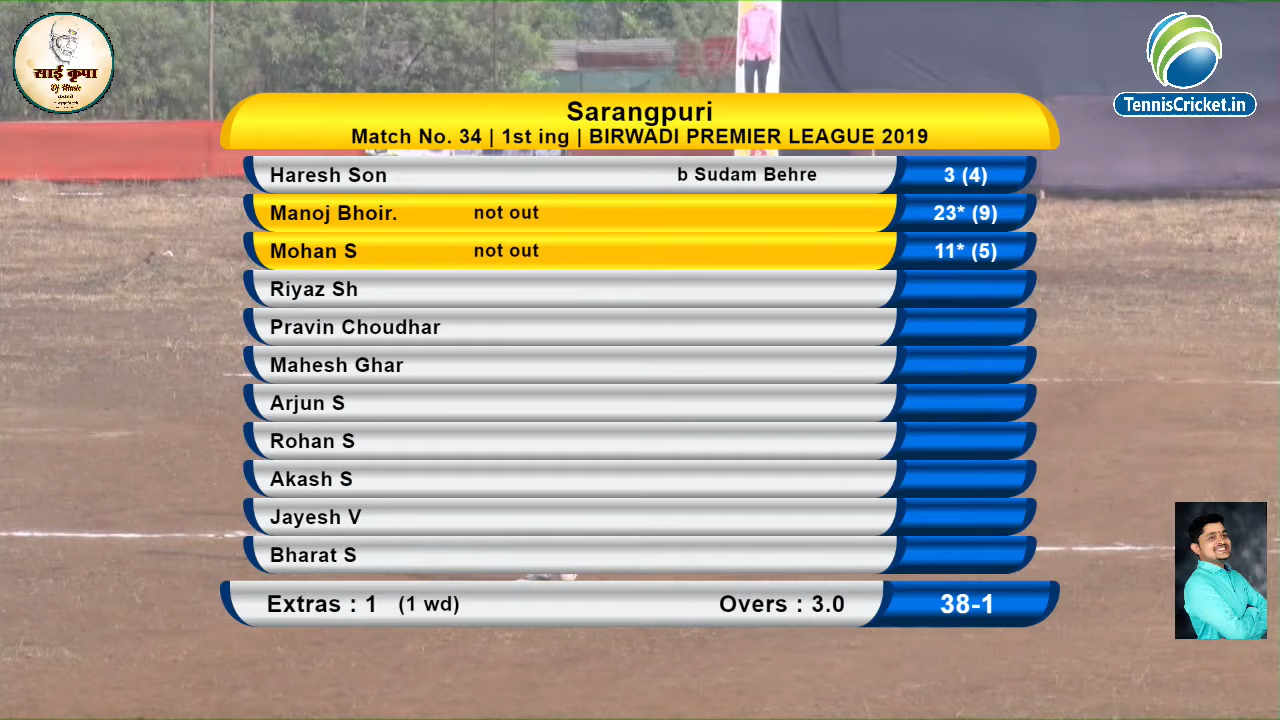 साई कृपा
Dj Music
TennisCricket.in
Sarangpuri
Match No. 34 | 1st ing | BIRWADI PREMIER LEAGUE 2019
Haresh Son b Sudam Behre 3 (4)
Manoj Bhoir. not out 23* (9)
Mohan S not out 11* (5)
Riyaz Sh
Pravin Choudhar
Mahesh Ghar
Arjun S
Rohan S
Akash S
Jayesh V
Bharat S
Extras : 1 (1 wd) Overs : 3.0 38-1